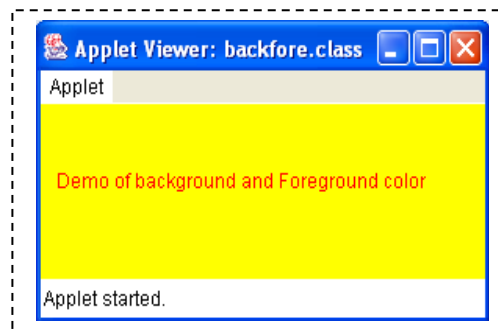 Applet Viewer: backfore.class
Applet
Demo of background and Foreground color
Applet started.